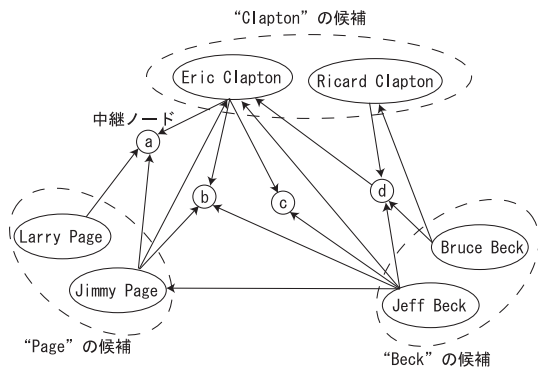 “Clapton” の候補
Eric Clapton
Ricard Clapton
中継ノード
a
b
c
d
Larry Page
Bruce Beck
Jimmy Page
Jeff Beck
“Page” の候補
“Beck” の候補